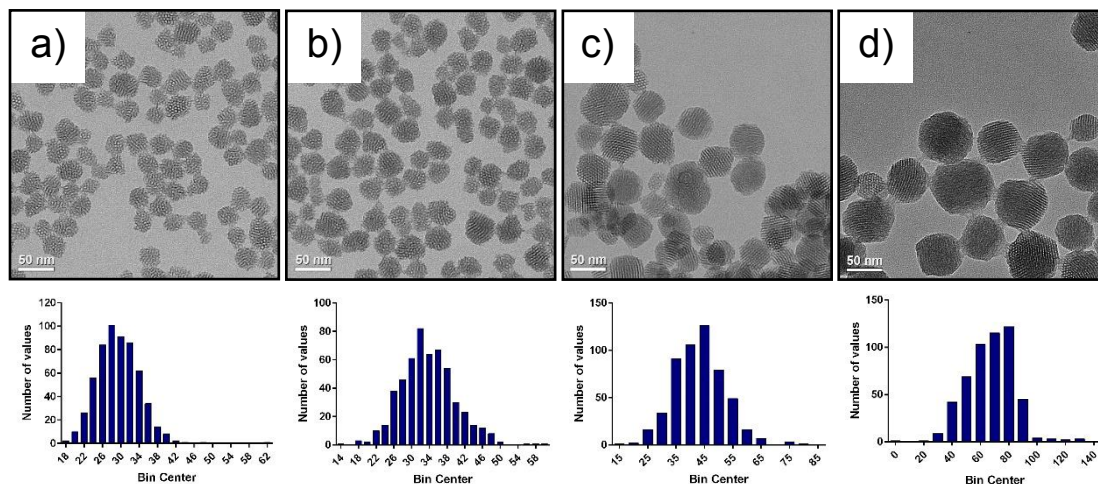 a)
b)
c)
d)
50 nm
50 nm
50 nm
50 nm
120
100
80
60
40
20
0
Number of values
18 22 26 30 34 38 42 46 50 54 58 62
Bin Center
100
80
60
40
20
0
Number of values
14 18 22 26 30 34 38 42 46 50 54 58
Bin Center
150
100
50
0
Number of values
15 25 35 45 55 65 75 85
Bin Center
150
100
50
0
Number of values
0 20 40 60 80 100 120 140
Bin Center